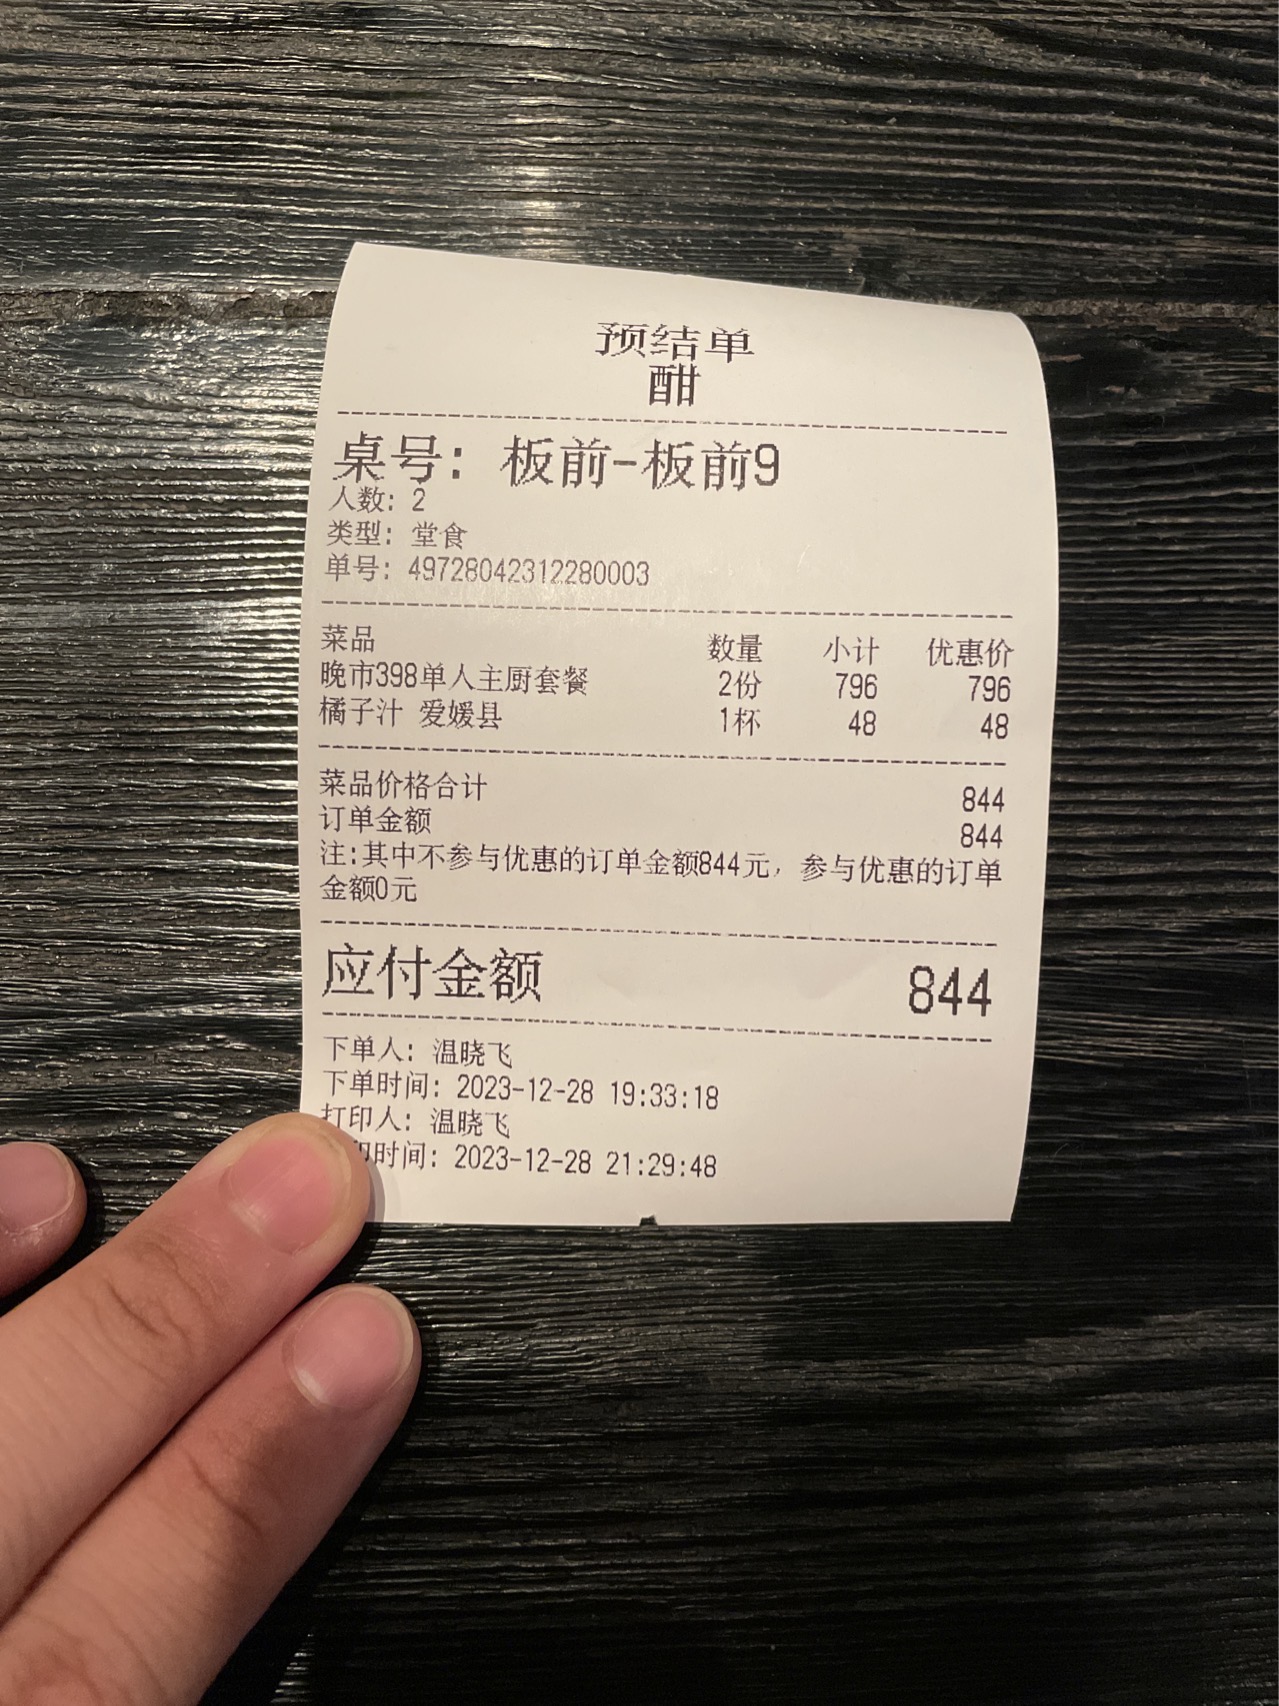 预结单
酣
桌号：板前-板前9
人数：2
类型：堂食
单号：49728042312280003
菜品 数量 小计 优惠价
晚市398单人主厨套餐 2份 796 796
橘子汁 爱媛县 1杯 48 48
菜品价格合计 844
订单金额 844
注:其中不参与优惠的订单金额844元，参与优惠的订单
金额0元
应付金额 844
下单人：温晓飞
下单时间：2023-12-28 19:33:18
打印人：温晓飞
印时间：2023-12-28 21:29:48